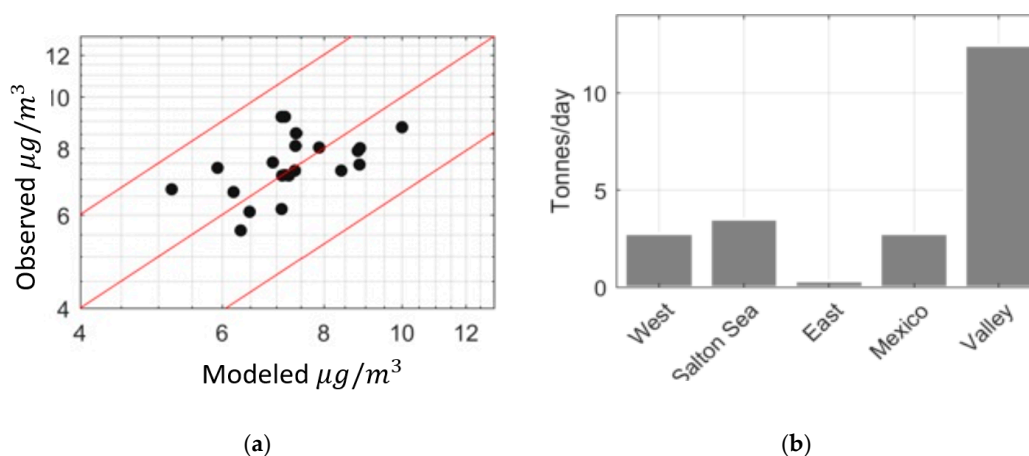 Observed μg/m³
12
10
8
6
4
4 6 8 10 12
Modeled μg/m³
(a)
Tonnes/day
10
5
0
West
Salton Sea
East
Mexico
Valley
(b)